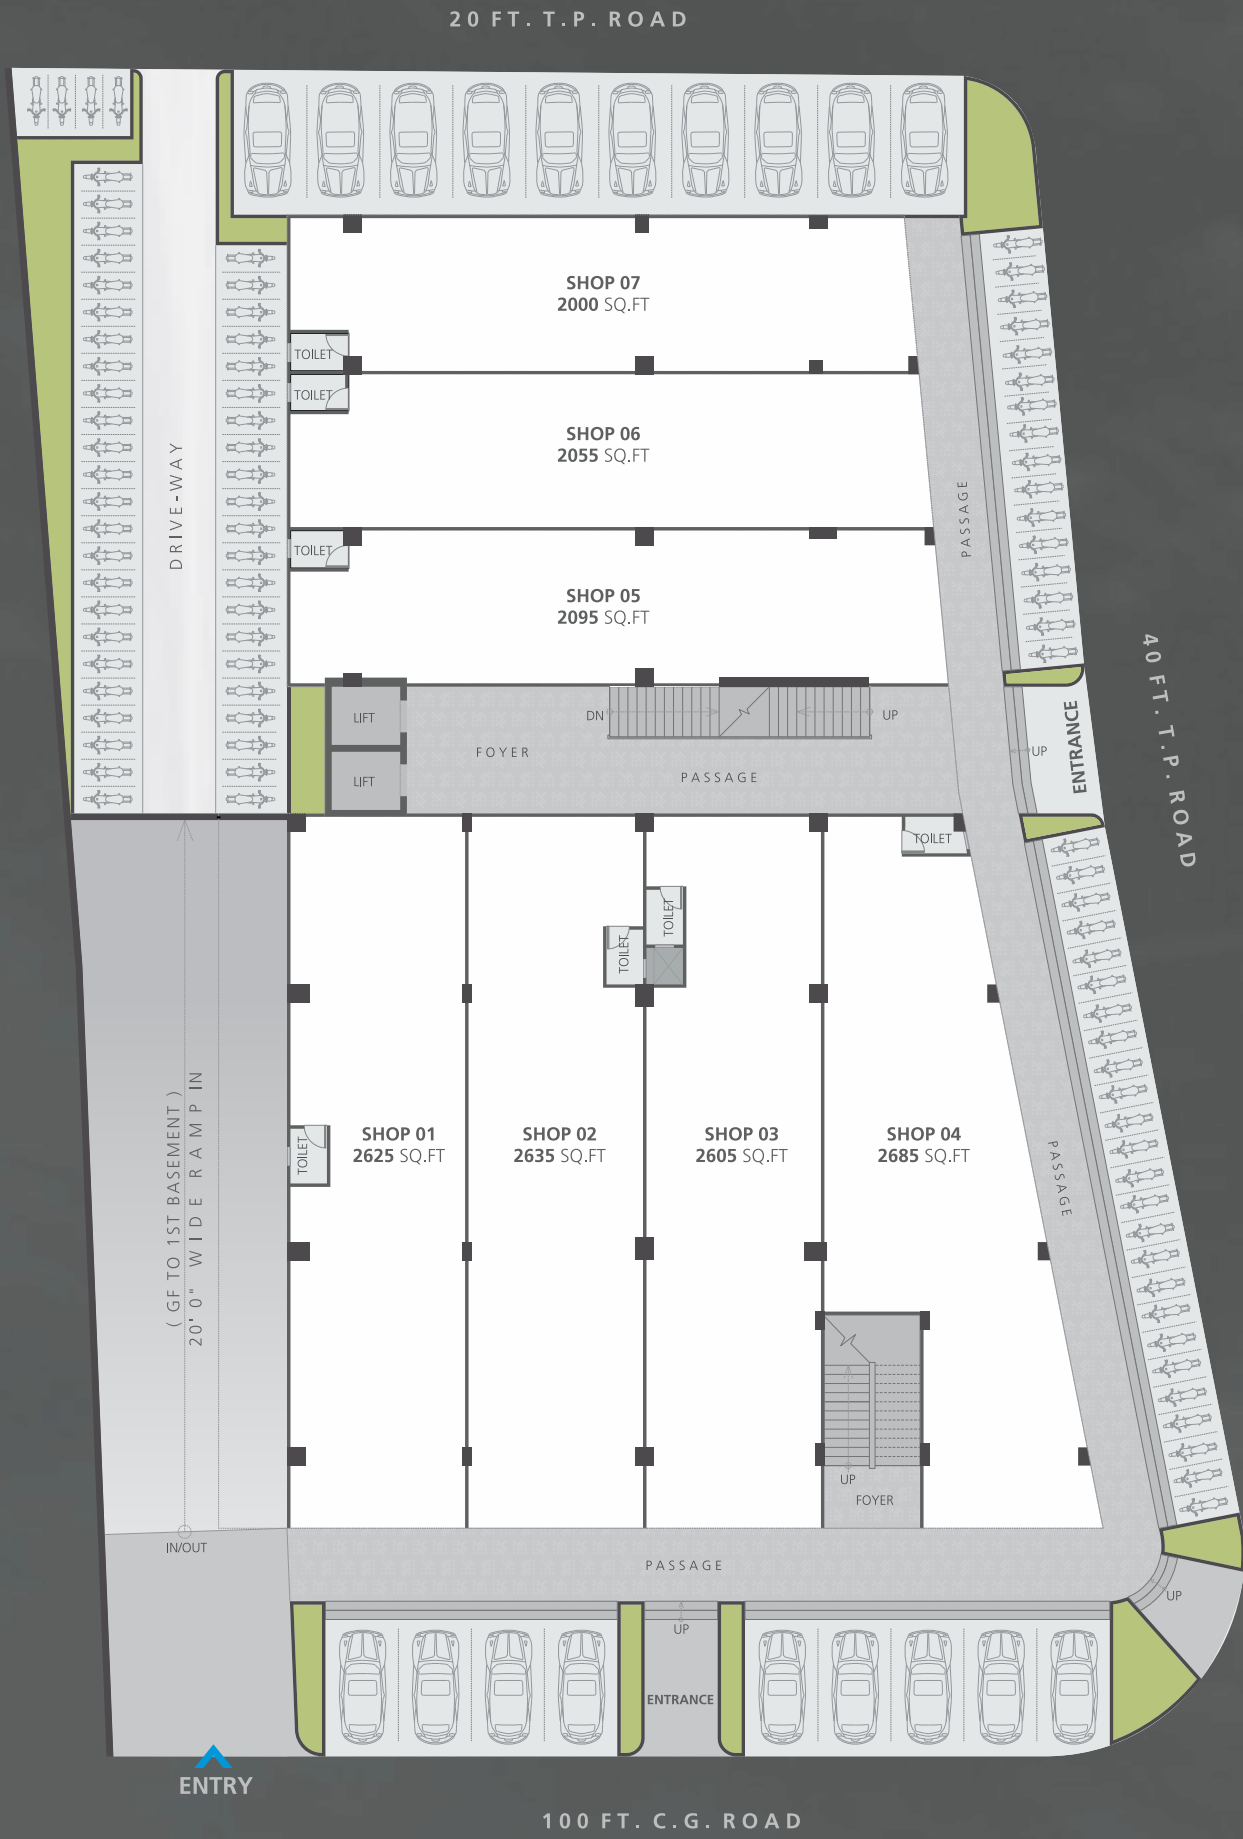 20 FT. T.P. ROAD
SHOP 07
2000 SQ.FT
TOILET
TOILET
SHOP 06
2055 SQ.FT
DRIVE-WAY
PASSAGE
TOILET
SHOP 05
2095 SQ.FT
40 FT. T.P. ROAD
LIFT
DN
UP
FOYER
UP
ENTRANCE
LIFT
PASSAGE
TOILET
TOILET
TOILET
( GF TO 1ST BASEMENT )
20' 0" WIDE RAMP IN
TOILET
SHOP 01
2625 SQ.FT
SHOP 02
2635 SQ.FT
SHOP 03
2605 SQ.FT
SHOP 04
2685 SQ.FT
PASSAGE
UP
FOYER
IN/OUT
PASSAGE
UP
UP
ENTRANCE
ENTRY
100 FT. C.G. ROAD